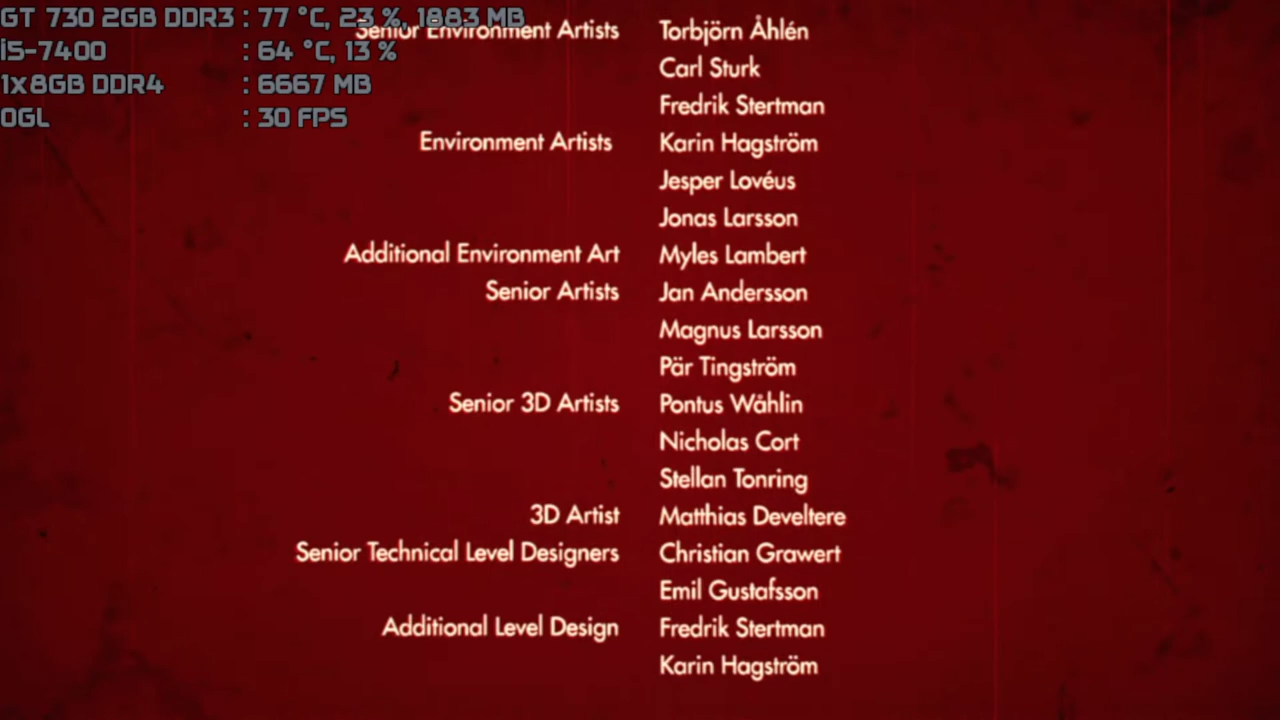 GT 730 2GB DDR3 : 77 °C, 23 %, 1883 MB
i5-7400 : 64 °C, 13 %
1x8GB DDR4 : 6667 MB
OGL : 30 FPS
Senior Environment Artists Torbjörn Åhlén
Carl Sturk
Fredrik Stertman
Environment Artists Karin Hagström
Jesper Lovéus
Jonas Larsson
Additional Environment Art Myles Lambert
Senior Artists Jan Andersson
Magnus Larsson
Pär Tingström
Senior 3D Artists Pontus Wåhlin
Nicholas Cort
Stellan Tonring
3D Artist Matthias Develtere
Senior Technical Level Designers Christian Grawert
Emil Gustafsson
Additional Level Design Fredrik Stertman
Karin Hagström